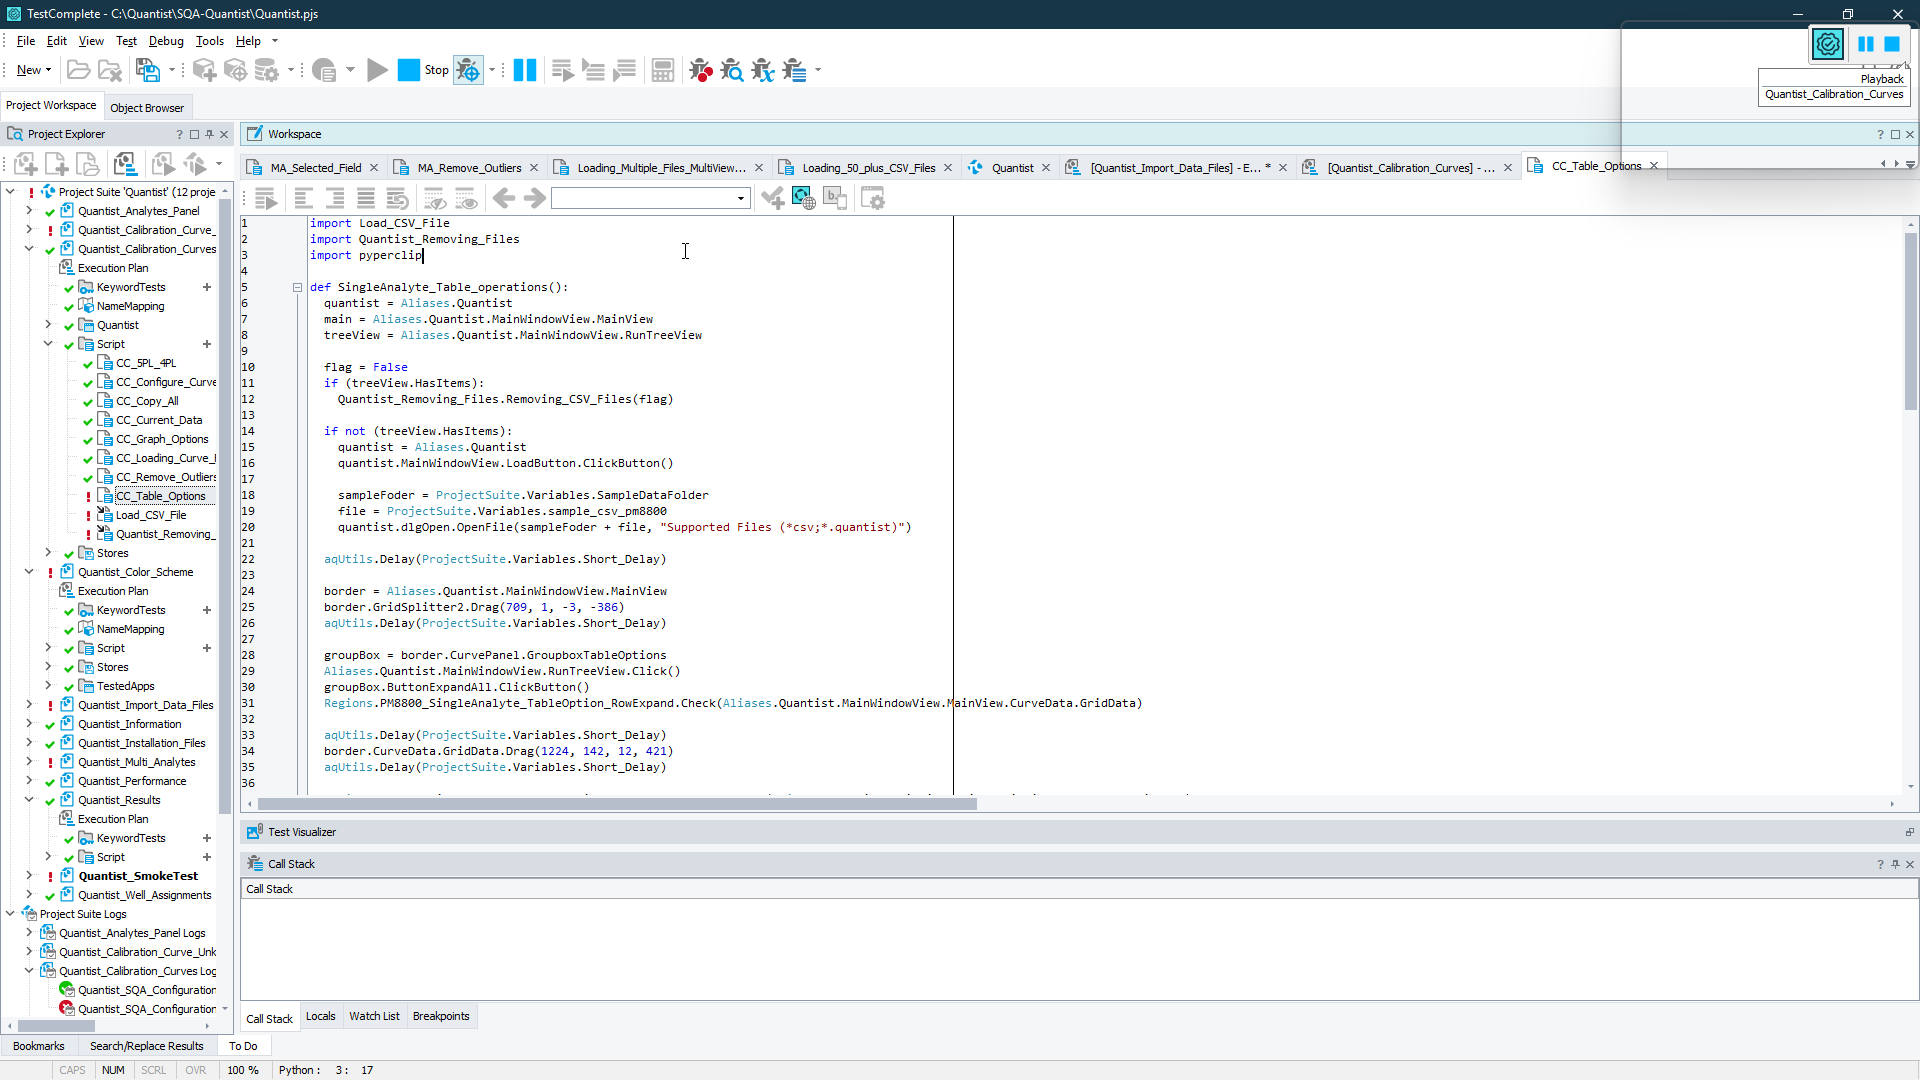 TestComplete - C:\Quantist\SQA-Quantist\Quantist.pjs
File Edit View Test Debug Tools Help
New Stop
Playback
Quantist_Calibration_Curves
Project Workspace Object Browser
Project Explorer
Workspace
MA_Selected_Field MA_Remove_Outliers Loading_Multiple_Files_MultiView... Loading_50_plus_CSV_Files Quantist [Quantist_Import_Data_Files] - E... * [Quantist_Calibration_Curves] - ... CC_Table_Options
Project Suite 'Quantist' (12 proje
Quantist_Analytes_Panel
Quantist_Calibration_Curve_
Quantist_Calibration_Curves
Execution Plan
KeywordTests
NameMapping
Quantist
Script
CC_5PL_4PL
CC_Configure_Curve
CC_Copy_All
CC_Current_Data
CC_Graph_Options
CC_Loading_Curve_
CC_Remove_Outliers
CC_Table_Options
Load_CSV_File
Quantist_Removing_
Stores
Quantist_Color_Scheme
Execution Plan
KeywordTests
NameMapping
Script
Stores
TestedApps
Quantist_Import_Data_Files
Quantist_Information
Quantist_Installation_Files
Quantist_Multi_Analytes
Quantist_Performance
Quantist_Results
Execution Plan
KeywordTests
Script
Quantist_SmokeTest
Quantist_Well_Assignments
Project Suite Logs
Quantist_Analytes_Panel Logs
Quantist_Calibration_Curve_Unk
Quantist_Calibration_Curves Log
Quantist_SQA_Configuration
Quantist_SQA_Configuration
1 import Load_CSV_File
2 import Quantist_Removing_Files
3 import pyperclip
4
5 def SingleAnalyte_Table_operations():
6 quantist = Aliases.Quantist
7 main = Aliases.Quantist.MainWindowView.MainView
8 treeView = Aliases.Quantist.MainWindowView.RunTreeView
9
10 flag = False
11 if (treeView.HasItems):
12 Quantist_Removing_Files.Removing_CSV_Files(flag)
13
14 if not (treeView.HasItems):
15 quantist = Aliases.Quantist
16 quantist.MainWindowView.LoadButton.ClickButton()
17
18 sampleFoder = ProjectSuite.Variables.SampleDataFolder
19 file = ProjectSuite.Variables.sample_csv_pm8800
20 quantist.dlgOpen.OpenFile(sampleFoder + file, "Supported Files (*csv;*.quantist)")
21
22 aqUtils.Delay(ProjectSuite.Variables.Short_Delay)
23
24 border = Aliases.Quantist.MainWindowView.MainView
25 border.GridSplitter2.Drag(709, 1, -3, -386)
26 aqUtils.Delay(ProjectSuite.Variables.Short_Delay)
27
28 groupBox = border.CurvePanel.GroupboxTableOptions
29 Aliases.Quantist.MainWindowView.RunTreeView.Click()
30 groupBox.ButtonExpandAll.ClickButton()
31 Regions.PM8800_SingleAnalyte_TableOption_RowExpand.Check(Aliases.Quantist.MainWindowView.MainView.CurveData.GridData)
32
33 aqUtils.Delay(ProjectSuite.Variables.Short_Delay)
34 border.CurveData.GridData.Drag(1224, 142, 12, 421)
35 aqUtils.Delay(ProjectSuite.Variables.Short_Delay)
36
Test Visualizer
Call Stack
Call Stack
Call Stack Locals Watch List Breakpoints
Bookmarks Search/Replace Results To Do
CAPS NUM SCRL OVR 100 % Python : 3 : 17